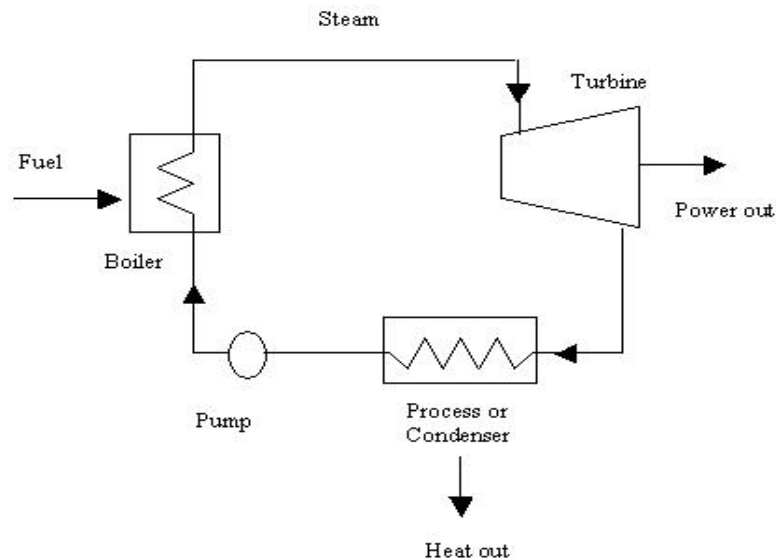 Steam
Turbine
Fuel
Power out
Boiler
Pump
Process or
Condenser
Heat out